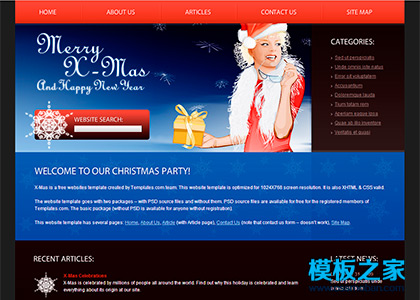 HOME
ABOUT US
ARTICLES
CONTACT US
SITE MAP
Merry
X-Mas
And Happy New Year
WEBSITE SEARCH:
CATEGORIES:
Sed ut perspiciatis
Unde omnis iste natus
Error sit voluptatem
Accusantium
Doloremque lauda
Totam rem
Aperiam eaque ipsa
Quae ab illo inventore
Veritatis et quasi
WELCOME TO OUR CHRISTMAS PARTY!
X-Mas is a free websites template created by Templates.com team. This website template is optimized for 1024X768 screen resolution. It is also XHTML & CSS valid.
The website template goes with two packages – with PSD source files and without them. PSD source files are available for free for the registered members of
Templates.com. The basic package (without PSD is available for anyone without registration).
This website template has several pages: Home, About Us, Article (with Article page), Contact Us (note that contact us form – doesn't work), Site Map.
RECENT ARTICLES:
X-Mas Celebrations
X-Mas is celebrated by millions of people all around the world. Find out why this holiday is celebrated and learn
everything about its origin at our site.
LATEST NEWS:
Sed ut perspiciatis unde
模板之家